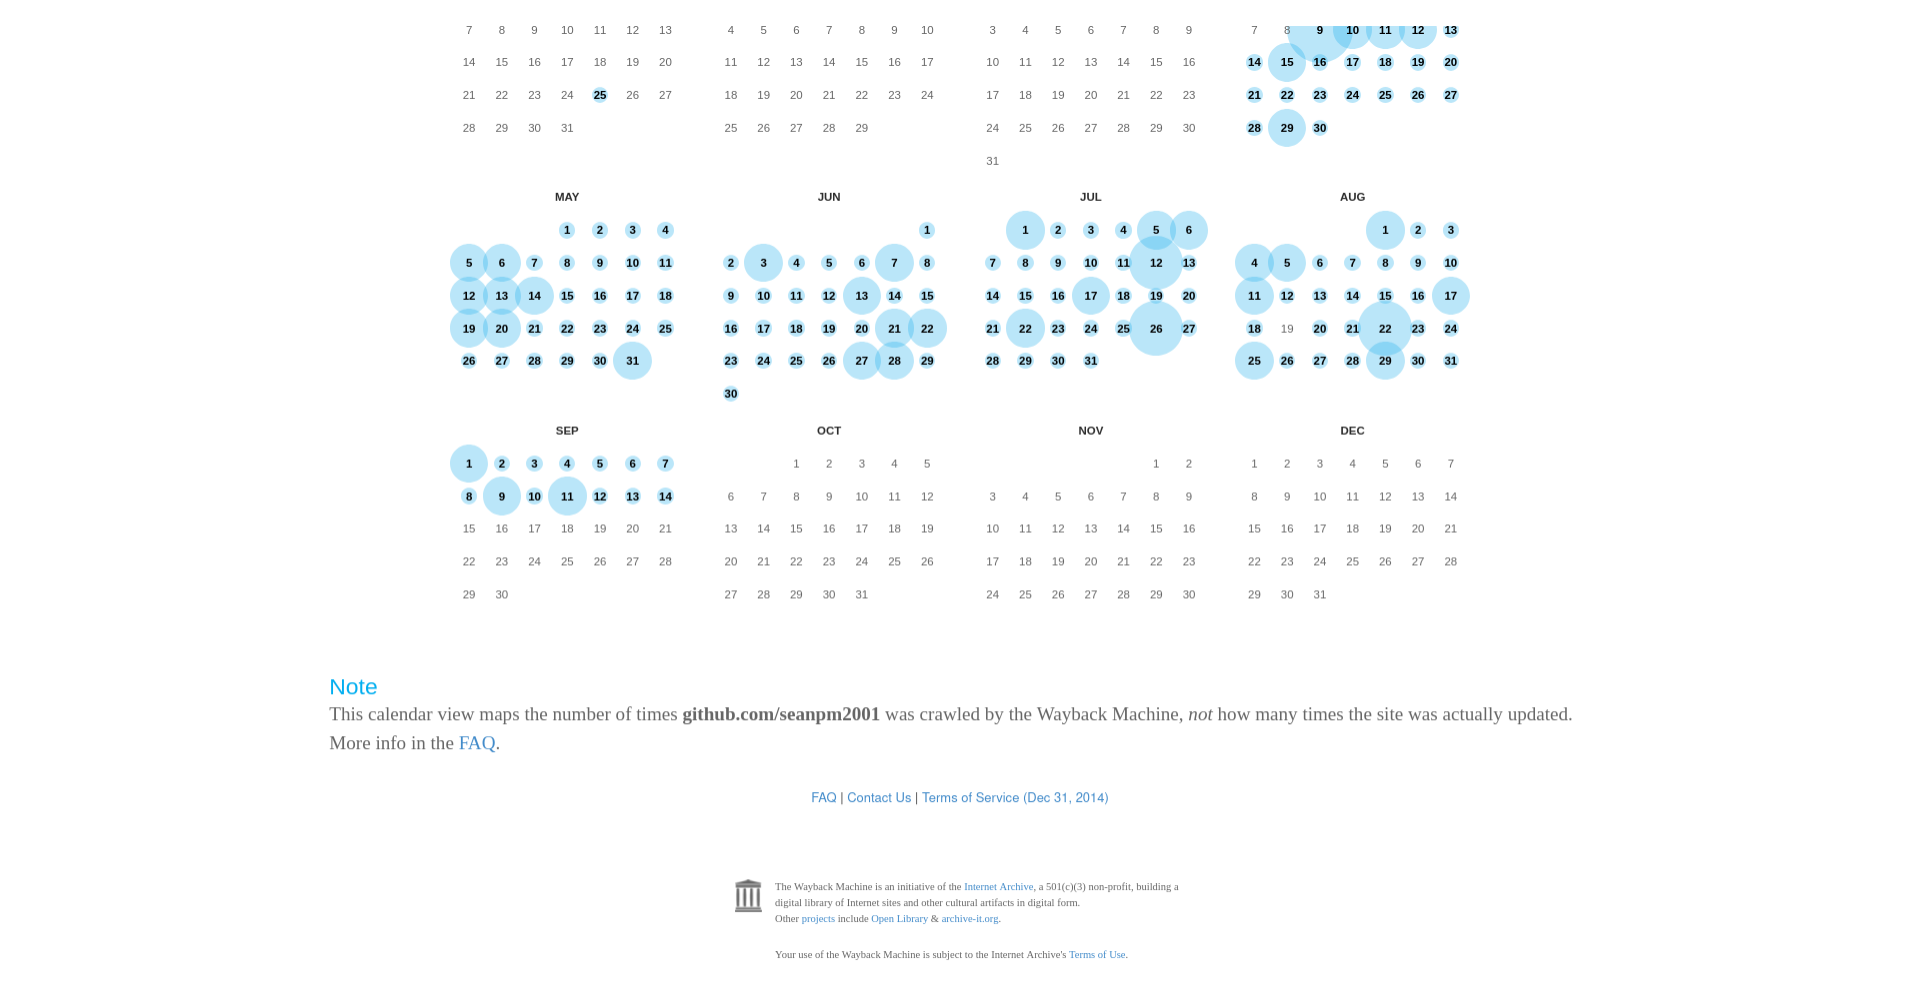 7 8 9 10 11 12 13 4 5 6 7 8 9 10 3 4 5 6 7 8 9 7 8 9 10 11 12 13
14 15 16 17 18 19 20 11 12 13 14 15 16 17 10 11 12 13 14 15 16 14 15 16 17 18 19 20
21 22 23 24 25 26 27 18 19 20 21 22 23 24 17 18 19 20 21 22 23 21 22 23 24 25 26 27
28 29 30 31 25 26 27 28 29 24 25 26 27 28 29 30 28 29 30
31
MAY JUN JUL AUG
1 2 3 4 1 1 2 3 4 5 6 1 2 3
5 6 7 8 9 10 11 2 3 4 5 6 7 8 7 8 9 10 11 12 13 4 5 6 7 8 9 10
12 13 14 15 16 17 18 9 10 11 12 13 14 15 14 15 16 17 18 19 20 11 12 13 14 15 16 17
19 20 21 22 23 24 25 16 17 18 19 20 21 22 21 22 23 24 25 26 27 18 19 20 21 22 23 24
26 27 28 29 30 31 23 24 25 26 27 28 29 28 29 30 31 25 26 27 28 29 30 31
30
SEP OCT NOV DEC
1 2 3 4 5 6 7 1 2 3 4 5 1 2 1 2 3 4 5 6 7
8 9 10 11 12 13 14 6 7 8 9 10 11 12 3 4 5 6 7 8 9 8 9 10 11 12 13 14
15 16 17 18 19 20 21 13 14 15 16 17 18 19 10 11 12 13 14 15 16 15 16 17 18 19 20 21
22 23 24 25 26 27 28 20 21 22 23 24 25 26 17 18 19 20 21 22 23 22 23 24 25 26 27 28
29 30 27 28 29 30 31 24 25 26 27 28 29 30 29 30 31
Note
This calendar view maps the number of times github.com/seanpm2001 was crawled by the Wayback Machine, not how many times the site was actually updated.
More info in the FAQ.
FAQ | Contact Us | Terms of Service (Dec 31, 2014)
The Wayback Machine is an initiative of the Internet Archive, a 501(c)(3) non-profit, building a
digital library of Internet sites and other cultural artifacts in digital form.
Other projects include Open Library & archive-it.org.
Your use of the Wayback Machine is subject to the Internet Archive's Terms of Use.